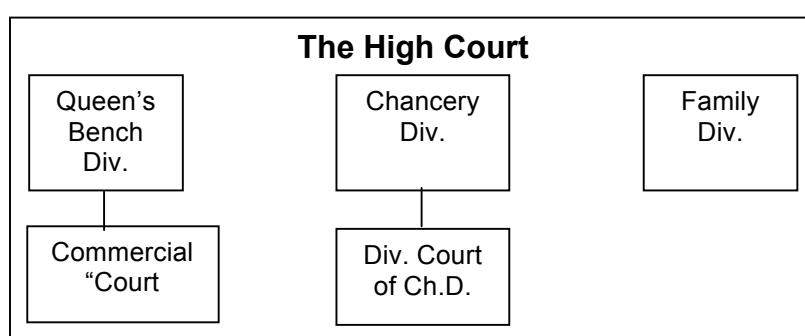 The High Court
Queen's
Bench
Div.
Chancery
Div.
Family
Div.
Commercial
“Court
Div. Court
of Ch.D.